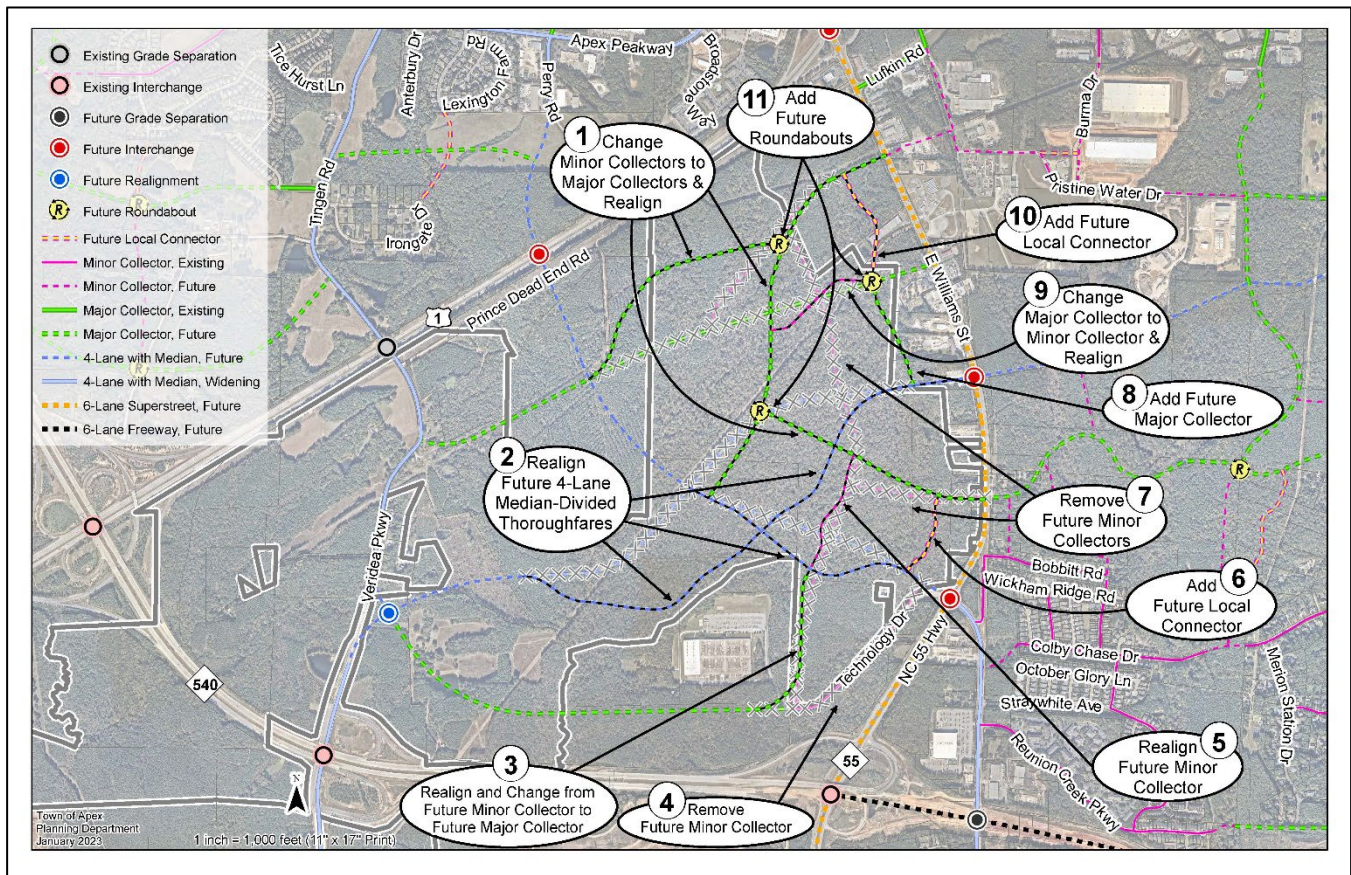 Existing Grade Separation
Existing Interchange
Future Grade Separation
Future Interchange
Future Realignment
R Future Roundabout
Future Local Connector
Minor Collector, Existing
Minor Collector, Future
Major Collector, Existing
Major Collector, Future
4-Lane with Median, Future
4-Lane with Median, Widening
6-Lane Superstreet, Future
6-Lane Freeway, Future
Tice Hurst Ln
Anterbury Dr
Lexington Farm
Rd
Perry Rd
Apex Peakway
Broadstone
Way
Lufkin Rd
Burma Dr
Tingen Rd
Irongate Dr
Pristine Water Dr
Prince Dead End Rd
1
E Williams St
1
Change
Minor Collectors to
Major Collectors &
Realign
11
Add
Future
Roundabouts
10
Add Future
Local Connector
9
Change
Major Collector to
Minor Collector &
Realign
8
Add Future
Major Collector
R
R
R
R
2
Realign
Future 4-Lane
Median-Divided
Thoroughfares
7
Remove
Future Minor
Collectors
Veridea Pkwy
Bobbitt Rd
Wickham Ridge Rd
6
Add
Future Local
Connector
Colby Chase Dr
October Glory Ln
Straywhite Ave
Merion Station Dr
Technology Dr
NC 55 Hwy
540
55
Reunion Creek Pkwy
5
Realign
Future Minor
Collector
3
Realign and Change from
Future Minor Collector to
Future Major Collector
4
Remove
Future Minor Collector
N
Town of Apex
Planning Department
January 2023
1 inch = 1,000 feet (11" x 17" Print)